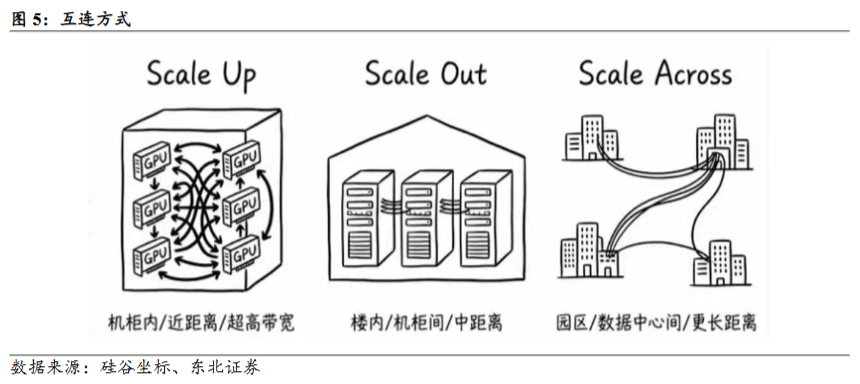 图 5：互连方式
Scale Up
Scale Out
Scale Across
GPU
GPU
GPU
GPU
GPU
GPU
机柜内/近距离/超高带宽
楼内/机柜间/中距离
园区/数据中心间/更长距离
数据来源：硅谷坐标、东北证券